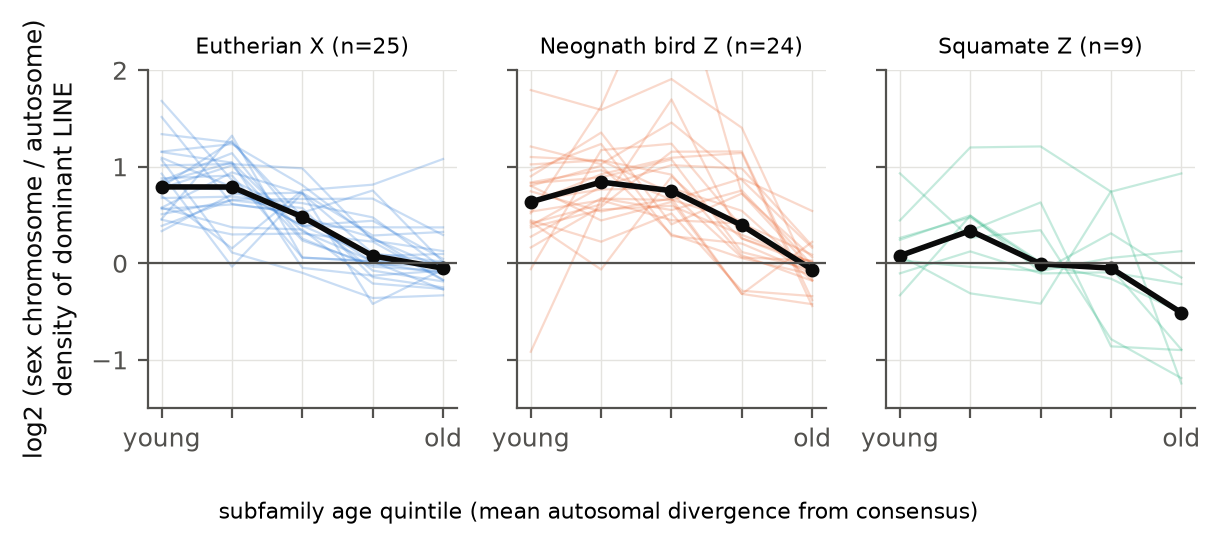 Eutherian X (n=25)
Neognath bird Z (n=24)
Squamate Z (n=9)
log2 (sex chromosome / autosome)
density of dominant LINE
2
1
0
−1
young
old
young
old
young
old
subfamily age quintile (mean autosomal divergence from consensus)